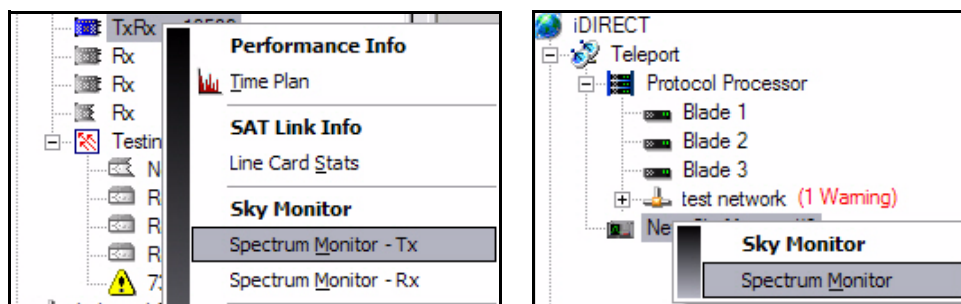 TxRx
Rx
Rx
Rx
Testin
N
R
R
R
Performance Info
Time Plan
SAT Link Info
Line Card Stats
Sky Monitor
Spectrum Monitor - Tx
Spectrum Monitor - Rx
iDIRECT
Teleport
Protocol Processor
Blade 1
Blade 2
Blade 3
test network (1 Warning)
Ne
Sky Monitor
Spectrum Monitor